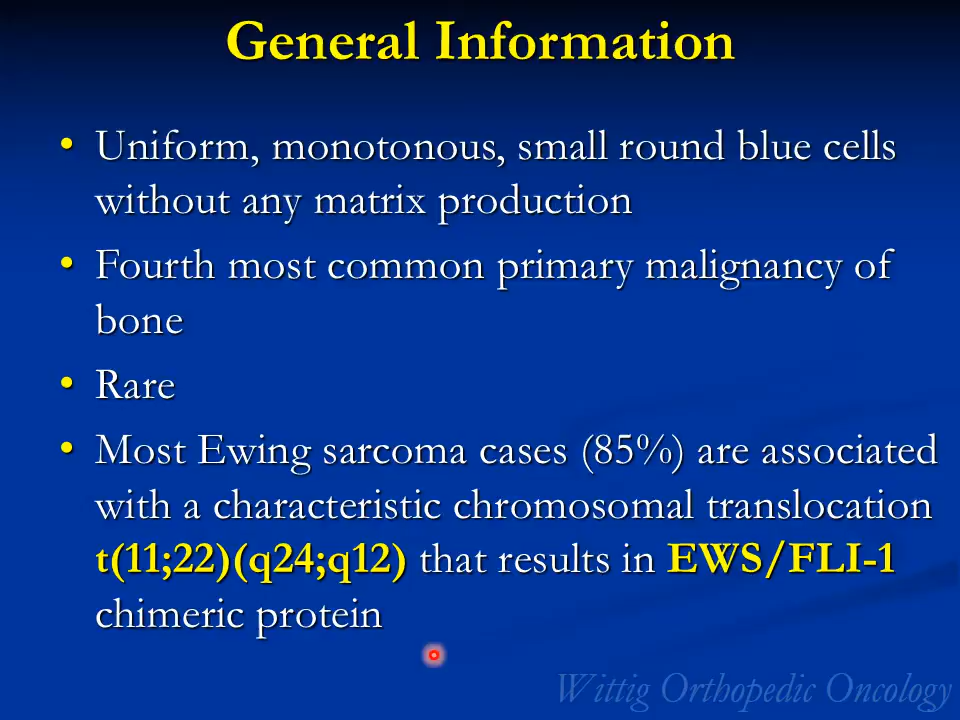 General Information
• Uniform, monotonous, small round blue cells
without any matrix production
• Fourth most common primary malignancy of
bone
• Rare
• Most Ewing sarcoma cases (85%) are associated
with a characteristic chromosomal translocation
t(11;22)(q24;q12) that results in EWS/FLI-1
chimeric protein
Wittig Orthopedic Oncology